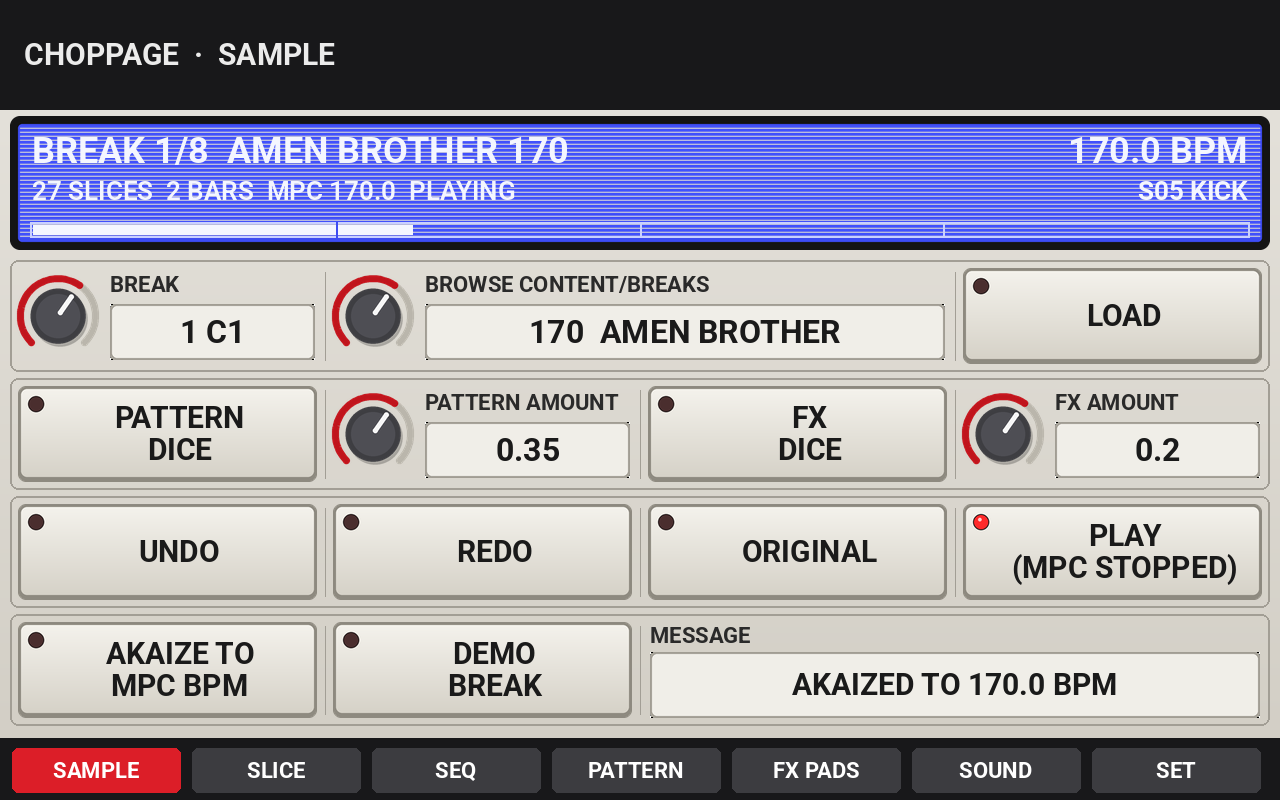 CHOPPAGE · SAMPLE
BREAK 1/8 AMEN BROTHER 170
170.0 BPM
27 SLICES 2 BARS MPC 170.0 PLAYING
S05 KICK
BREAK
1 C1
BROWSE CONTENT/BREAKS
170 AMEN BROTHER
LOAD
PATTERN
DICE
PATTERN AMOUNT
0.35
FX
DICE
FX AMOUNT
0.2
UNDO
REDO
ORIGINAL
PLAY
(MPC STOPPED)
AKAIZE TO
MPC BPM
DEMO
BREAK
MESSAGE
AKAIZED TO 170.0 BPM
SAMPLE
SLICE
SEQ
PATTERN
FX PADS
SOUND
SET